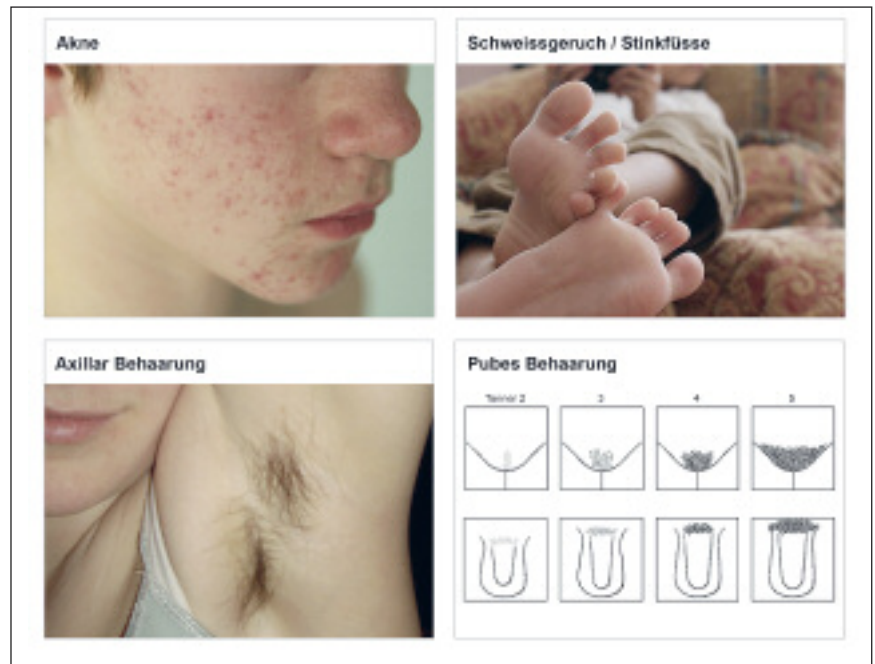 Akne
Schweissgeruch / Stinkfüsse
Axillar Behaarung
Pubes Behaarung
Tanner 2 3 4 5